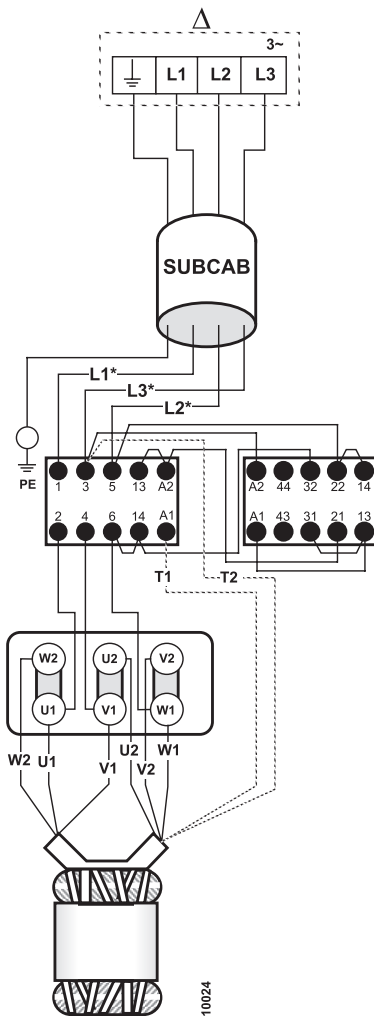 Δ
3~
L1 L2 L3
SUBCAB
L1*
L3*
L2*
PE
1 3 5 13 A2
A2 44 32 22 14
2 4 6 14 A1
A1 43 31 21 13
T1 T2
W2 U2 V2
U1 V1 W1
W2 U1 V1 U2 V2 W1
10024